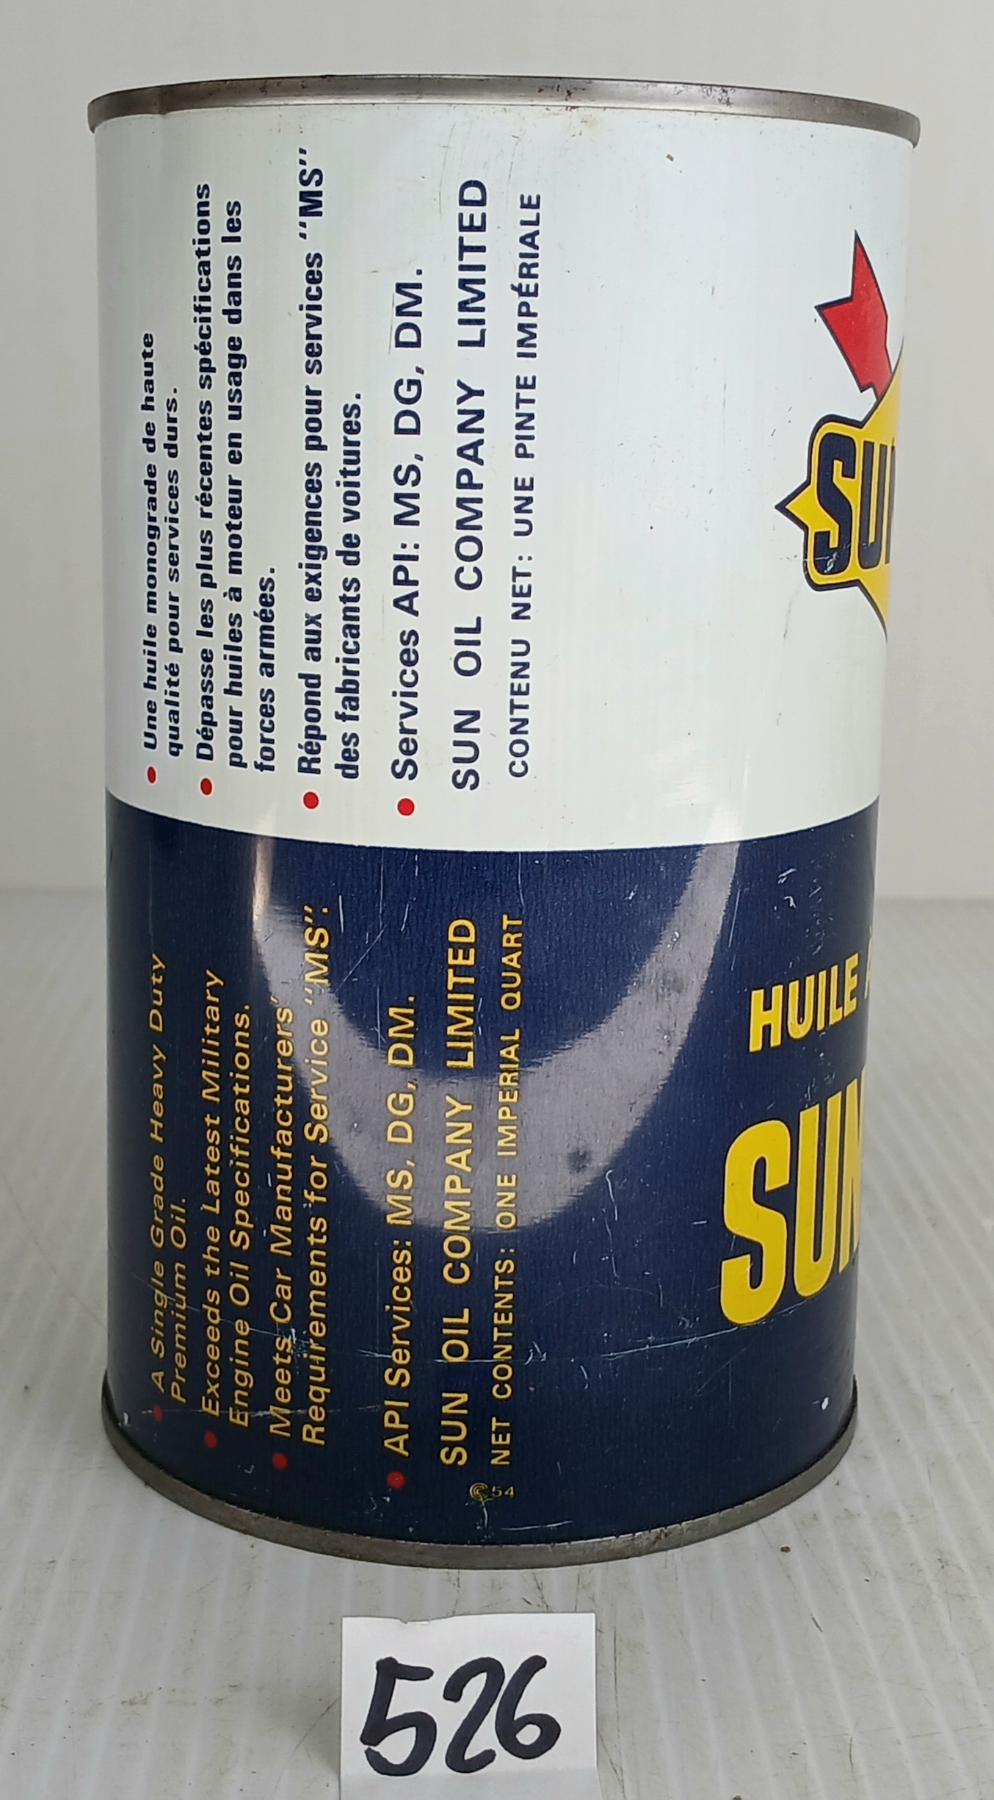 • Une huile monograde de haute
qualité pour services durs.
• Dépasse les plus récentes spécifications
pour huiles à moteur en usage dans les
forces armées.
• Répond aux exigences pour services "MS"
des fabricants de voitures.
• Services API: MS, DG, DM.
SUN OIL COMPANY LIMITED
CONTENU NET: UNE PINTE IMPÉRIALE
• A Single Grade Heavy Duty
Premium Oil.
• Exceeds the Latest Military
Engine Oil Specifications.
• Meets Car Manufacturers'
Requirements for Service "MS".
• API Services: MS, DG, DM.
SUN OIL COMPANY LIMITED
NET CONTENTS: ONE IMPERIAL QUART
54
SUN
HUILE
SUN
526